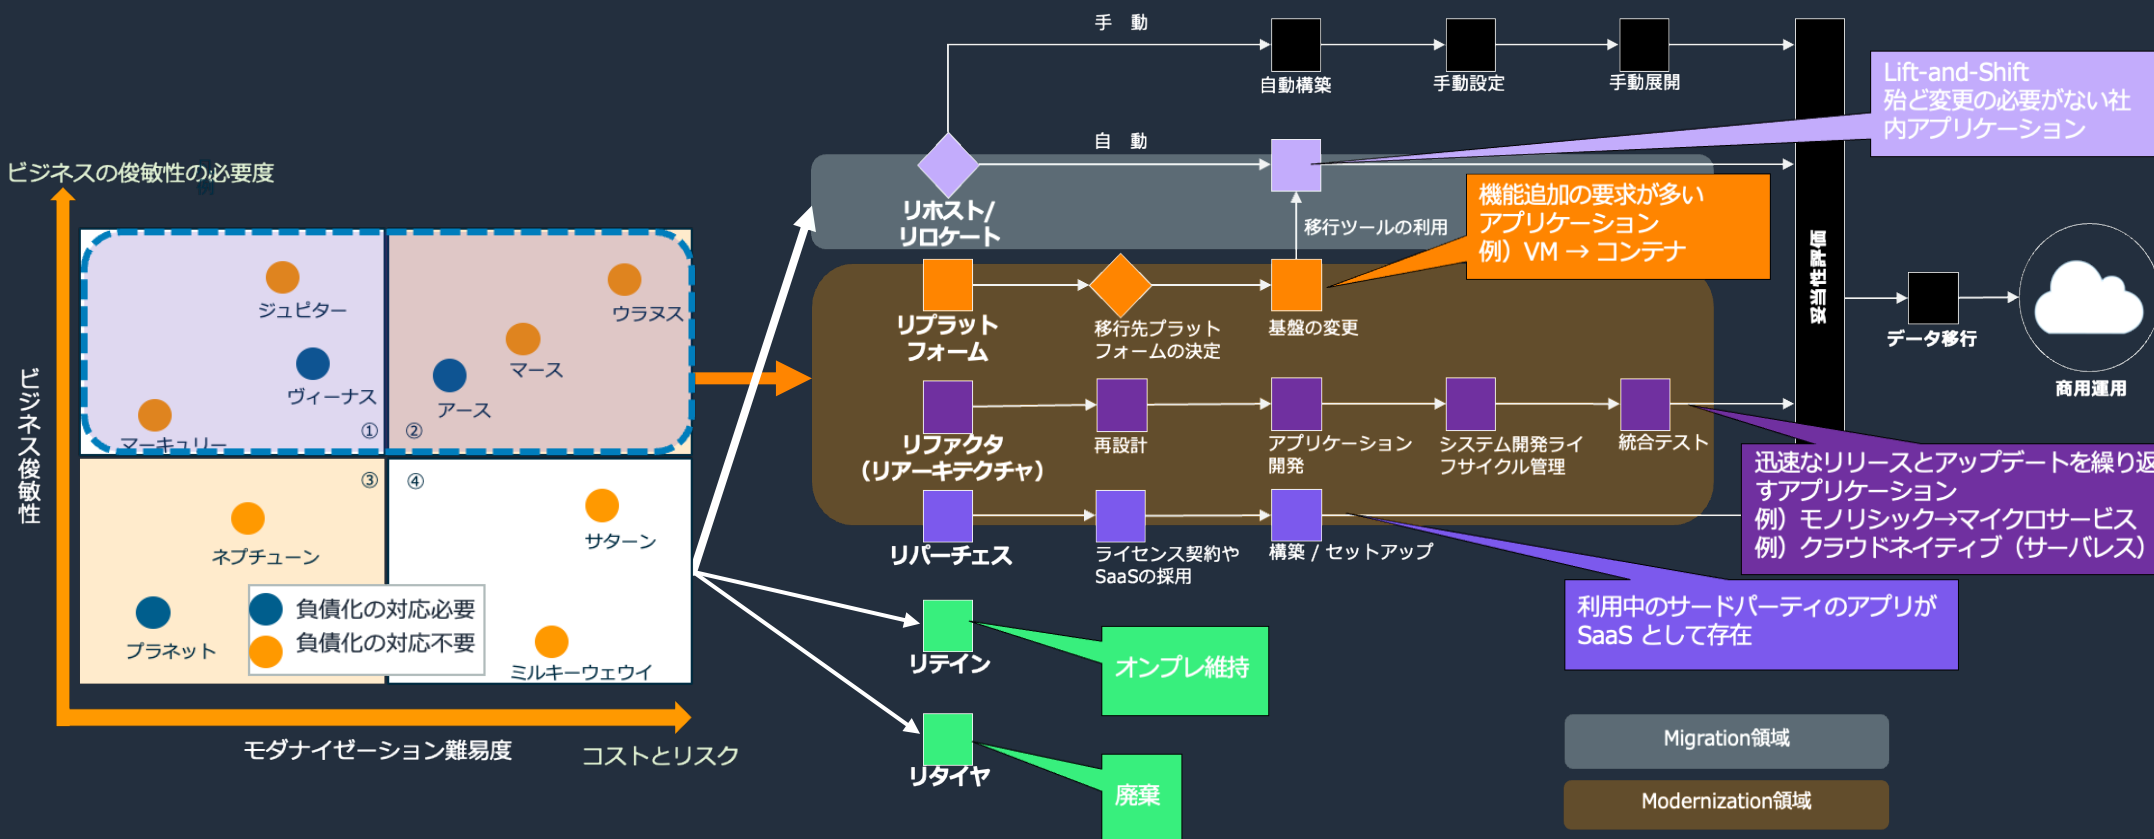 ビジネスの俊敏性の必要度
ビジネス俊敏性
ジュピター
ヴィーナス
マーキュリー
①
ウラヌス
マース
アース
②
③
ネプチューン
プラネット
④
サターン
ミルキーウェウイ
負債化の対応必要
負債化の対応不要
モダナイゼーション難易度
コストとリスク
手 動
自動構築
手動設定
手動展開
自 動
リホスト/
リロケート
移行ツールの利用
リプラット
フォーム
移行先プラット
フォームの決定
基盤の変更
リファクタ
（リアーキテクチャ）
再設計
アプリケーション
開発
システム開発ライ
フサイクル管理
統合テスト
リパーチェス
ライセンス契約や
SaaSの採用
構築 / セットアップ
リテイン
オンプレ維持
リタイヤ
廃棄
Lift-and-Shift
殆ど変更の必要がない社
内アプリケーション
機能追加の要求が多い
アプリケーション
例）VM → コンテナ
妥当性評価
データ移行
商用運用
迅速なリリースとアップデートを繰り返
すアプリケーション
例）モノリシック→マイクロサービス
例）クラウドネイティブ（サーバレス）
利用中のサードパーティのアプリが
SaaS として存在
Migration領域
Modernization領域